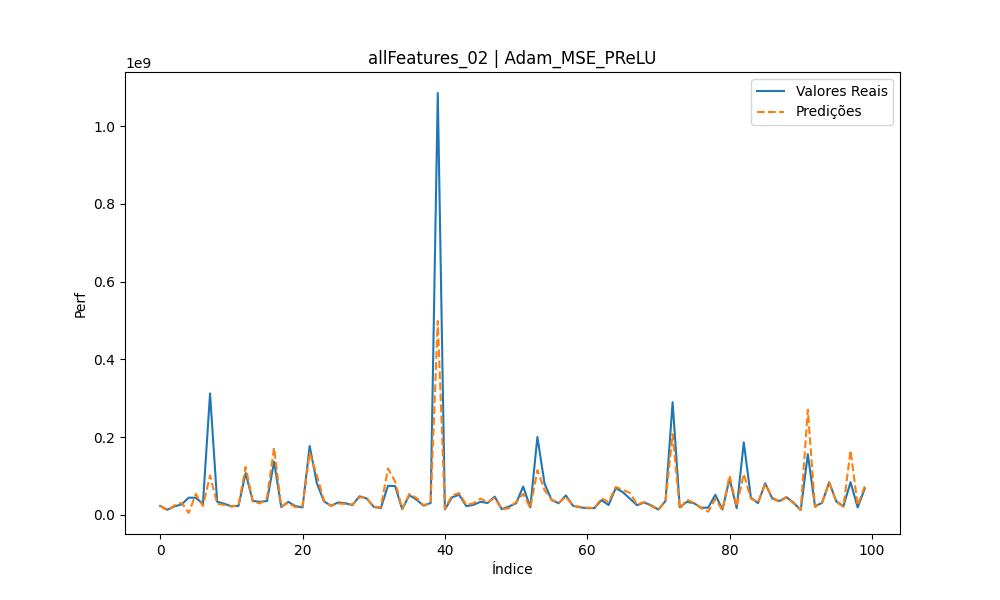 allFeatures_02 | Adam_MSE_PReLU
1e9
Valores Reais
Predições
1.0
0.8
0.6
0.4
0.2
0.0
Perf
0 20 40 60 80 100
Índice